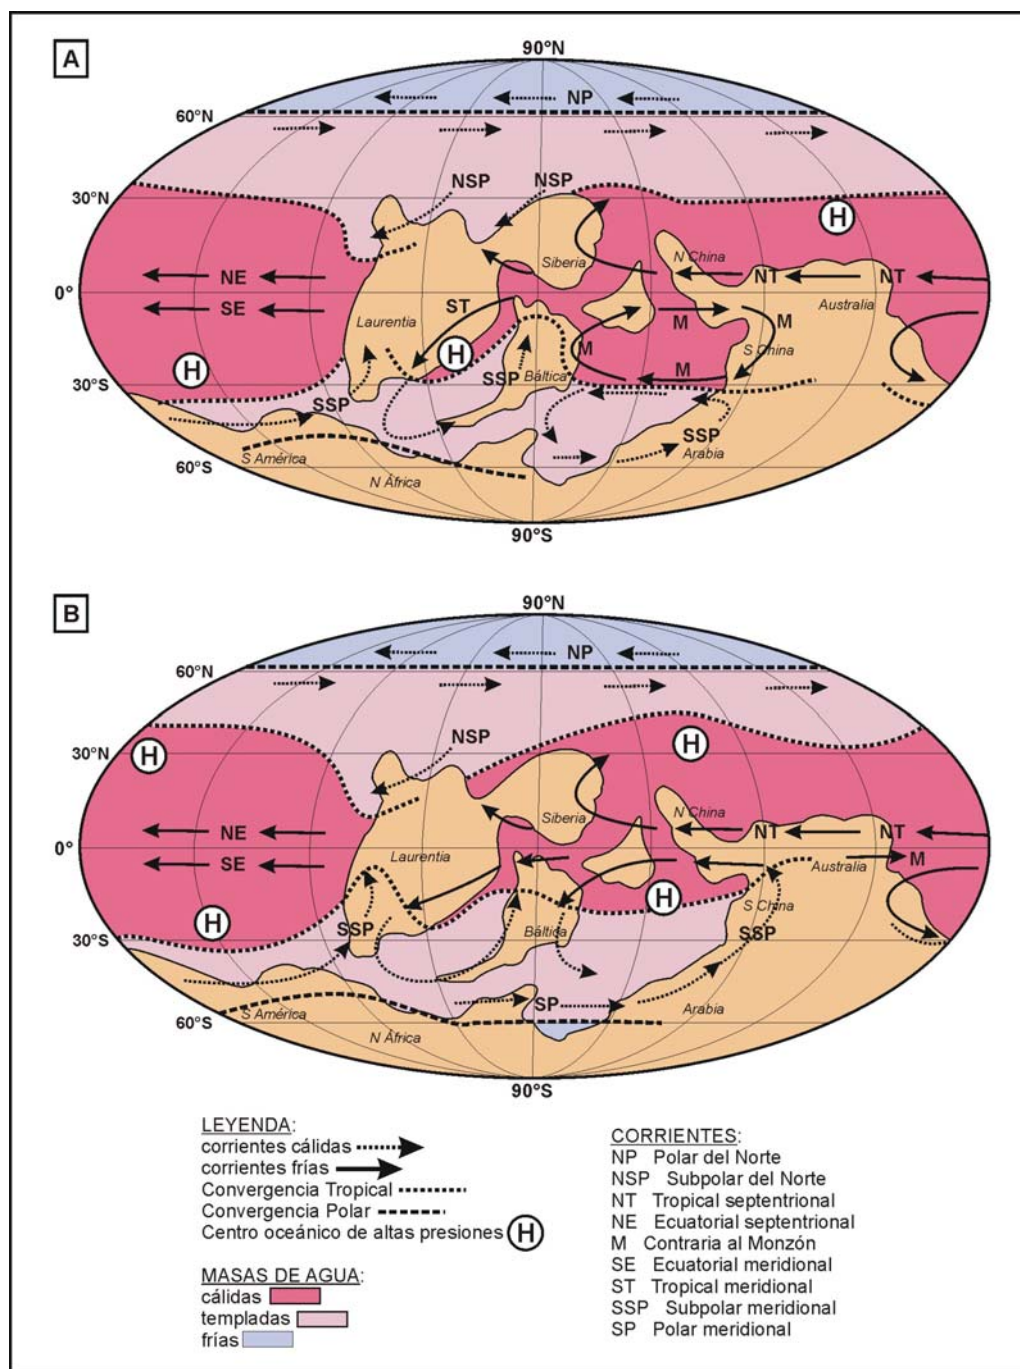 A
90°N
NP
60°N
NSP NSP
30°N
H
Siberia
N China
NE
NT NT
0°
ST
Australia
SE
Laurentia
M M
H
H
M
S China
SSP
Báltica
M
30°S
SSP
SSP
S América
Arabia
60°S
N África
90°S
B
90°N
NP
60°N
NSP
H
H
30°N
Siberia
N China
NE
NT NT
0°
Laurentia
Australia
M
SE
H
H
S China
30°S
SSP
Báltica
SSP
SP
S América
Arabia
60°S
N África
90°S
LEYENDA:
corrientes cálidas
corrientes frías
Convergencia Tropical
Convergencia Polar
Centro oceánico de altas presiones H
MASAS DE AGUA:
cálidas
templadas
frías
CORRIENTES:
NP Polar del Norte
NSP Subpolar del Norte
NT Tropical septentrional
NE Ecuatorial septentrional
M Contraria al Monzón
SE Ecuatorial meridional
ST Tropical meridional
SSP Subpolar meridional
SP Polar meridional